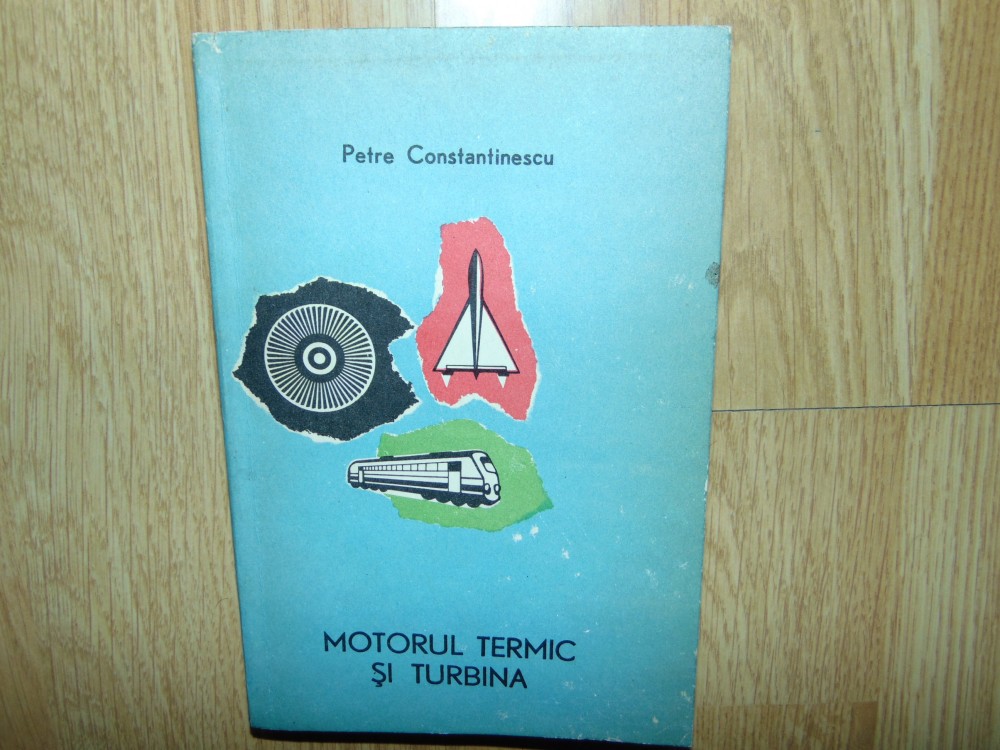 Petre Constantinescu
MOTORUL TERMIC
ŞI TURBINA